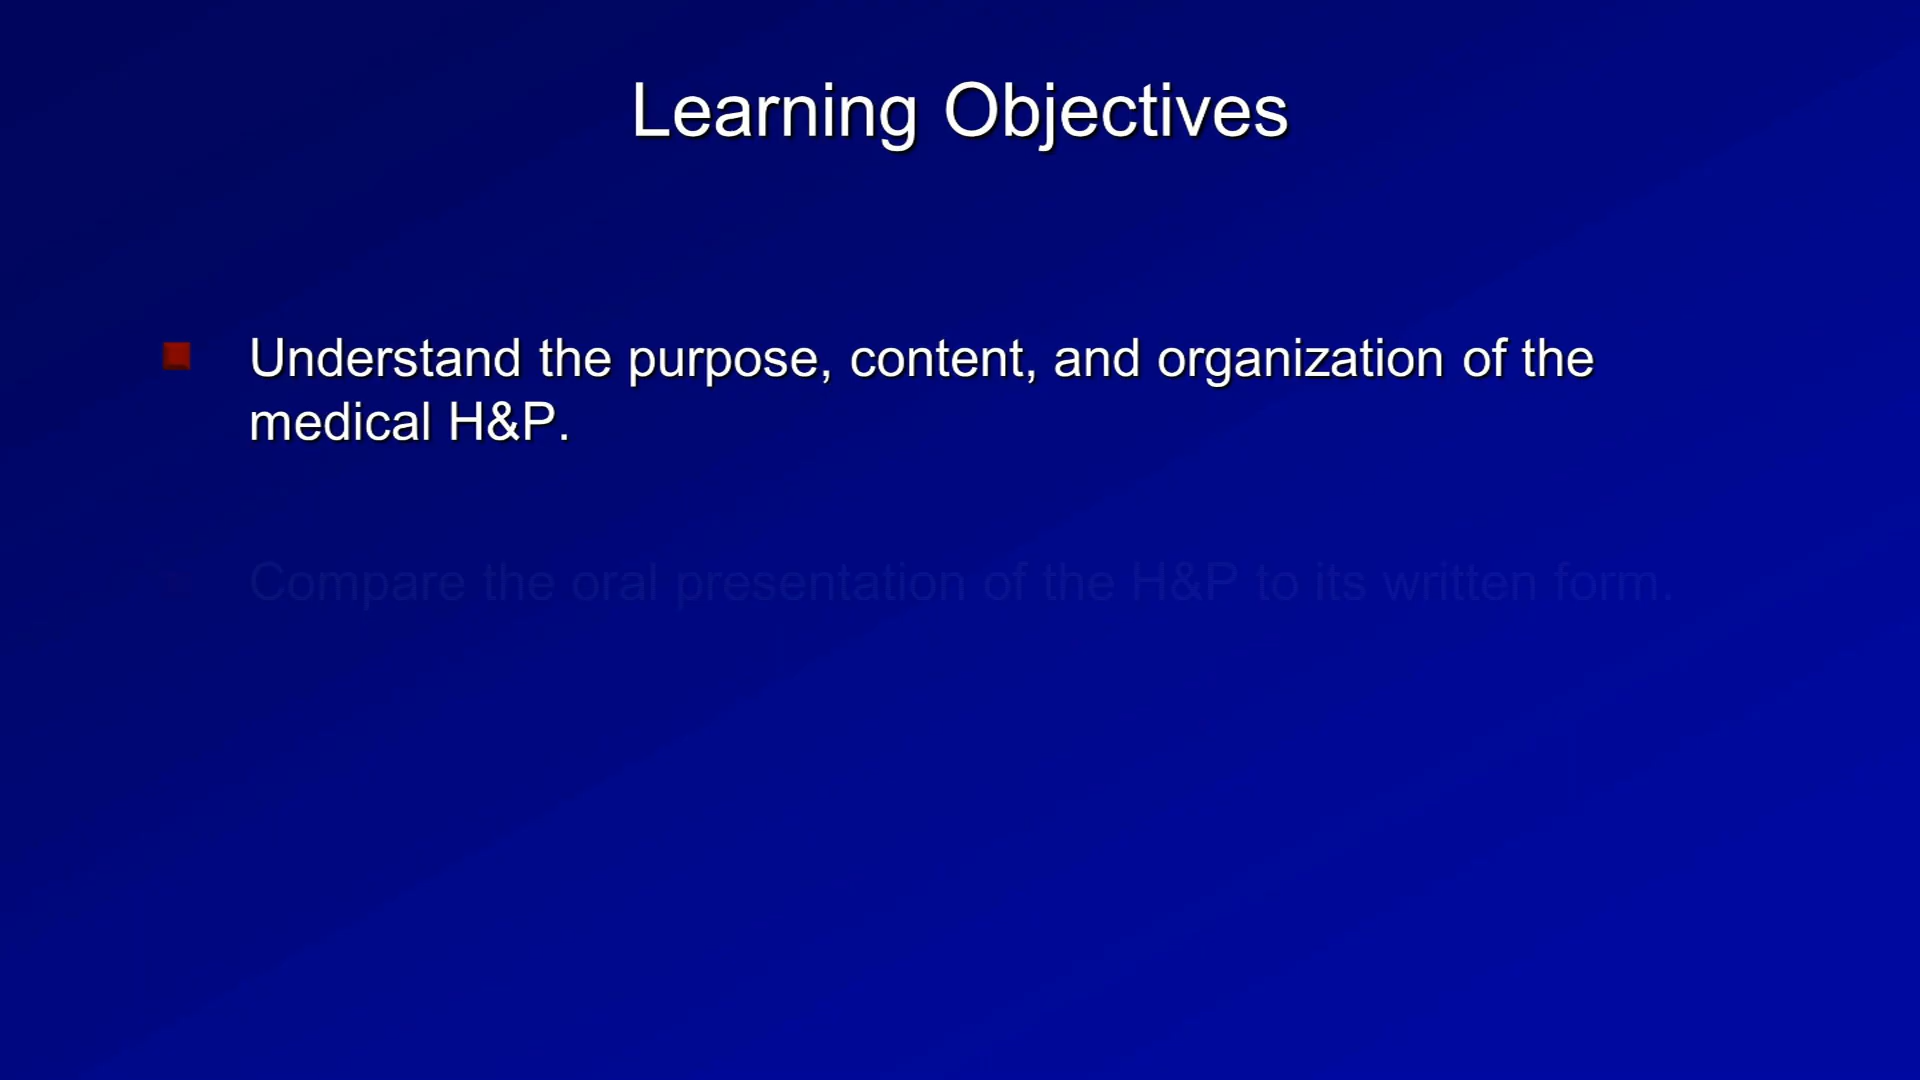 Learning Objectives
Understand the purpose, content, and organization of the
medical H&P.
Compare the oral presentation of the H&P to its written form.